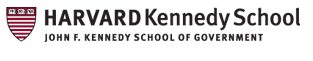 HARVARD Kennedy School
JOHN F. KENNEDY SCHOOL OF GOVERNMENT